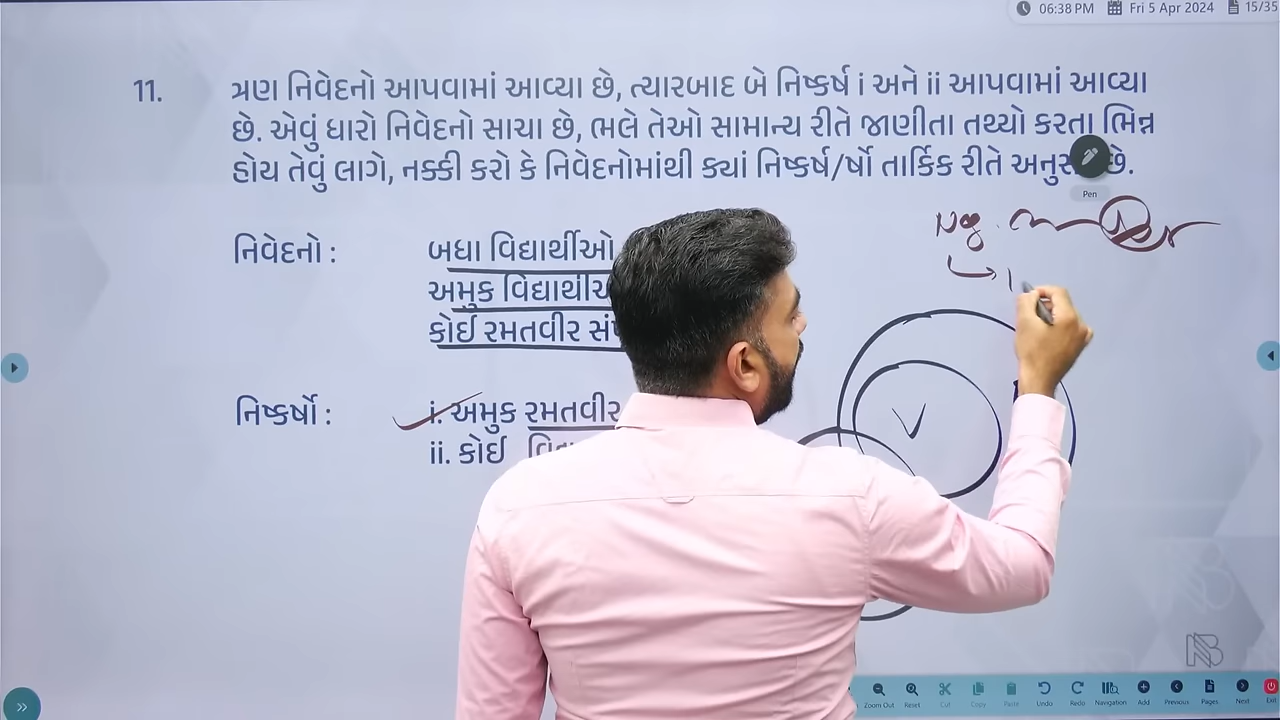 06:38 PM Fri 5 Apr 2024 15/35
11. ત્રણ નિવેદનો આપવામાં આવ્યા છે, ત્યારબાદ બે નિષ્કર્ષ i અને ii આપવામાં આવ્યા
છે. એવું ધારો નિવેદનો સાચા છે, ભલે તેઓ સામાન્ય રીતે જાણીતા તથ્યો કરતા ભિન્ન
હોય તેવું લાગે, નક્કી કરો કે નિવેદનોમાંથી ક્યાં નિષ્કર્ષ/ર્ષો તાર્કિક રીતે છે.
Pen
નિવેદનો : બધા વિદ્યાર્થીઓ
અમુક
કોઈ રમતવીર
V
નિષ્કર્ષો : i. અમુક રમતવીર
ii. કોઈ
NB
Zoom Out Reset Cut Copy Paste Undo Redo Navigation Add Previous Pages Next Exit